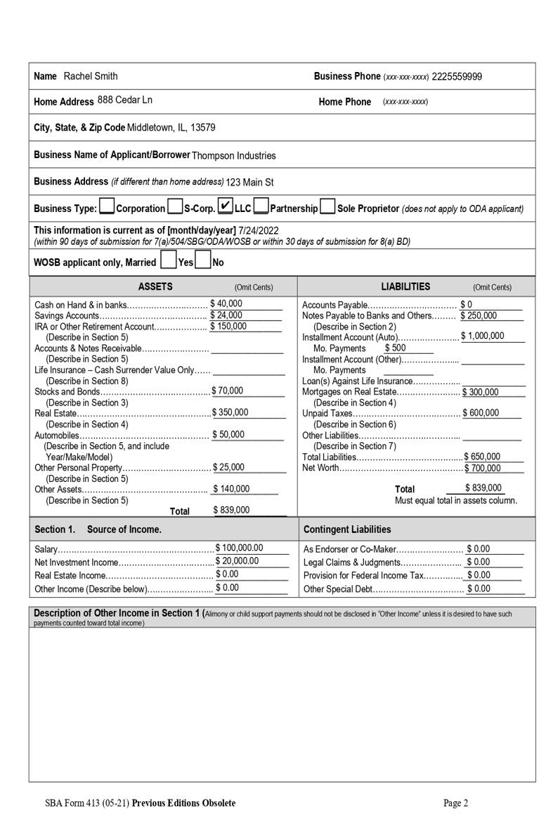 Name Rachel Smith Business Phone (xxx-xxx-xxxx) 2225559999
Home Address 888 Cedar Ln Home Phone (xxx-xxx-xxxx)
City, State, & Zip Code Middletown, IL, 13579
Business Name of Applicant/Borrower Thompson Industries
Business Address (if different than home address) 123 Main St
Business Type: Corporation S-Corp. ✔ LLC Partnership Sole Proprietor (does not apply to ODA applicant)
This information is current as of [month/day/year] 7/24/2022
(within 90 days of submission for 7(a)/504/SBG/ODA/WOSB or within 30 days of submission for 8(a) BD)
WOSB applicant only, Married Yes No
ASSETS (Omit Cents)
Cash on Hand & in banks $ 40,000
Savings Accounts $ 24,000
IRA or Other Retirement Account $ 150,000
(Describe in Section 5)
Accounts & Notes Receivable
(Describe in Section 5)
Life Insurance – Cash Surrender Value Only
(Describe in Section 8)
Stocks and Bonds $ 70,000
(Describe in Section 3)
Real Estate $ 350,000
(Describe in Section 4)
Automobiles $ 50,000
(Describe in Section 5, and include
Year/Make/Model)
Other Personal Property $ 25,000
(Describe in Section 5)
Other Assets $ 140,000
(Describe in Section 5)
Total $ 839,000
LIABILITIES (Omit Cents)
Accounts Payable $ 0
Notes Payable to Banks and Others $ 250,000
(Describe in Section 2)
Installment Account (Auto) $ 1,000,000
Mo. Payments $ 500
Installment Account (Other)
Mo. Payments
Loan(s) Against Life Insurance
Mortgages on Real Estate $ 300,000
(Describe in Section 4)
Unpaid Taxes $ 600,000
(Describe in Section 6)
Other Liabilities
(Describe in Section 7)
Total Liabilities $ 650,000
Net Worth $ 700,000
Total $ 839,000
Must equal total in assets column.
Section 1. Source of Income.
Salary $ 100,000.00
Net Investment Income $ 20,000.00
Real Estate Income $ 0.00
Other Income (Describe below) $ 0.00
Contingent Liabilities
As Endorser or Co-Maker $ 0.00
Legal Claims & Judgments $ 0.00
Provision for Federal Income Tax $ 0.00
Other Special Debt $ 0.00
Description of Other Income in Section 1 (Alimony or child support payments should not be disclosed in "Other Income" unless it is desired to have such
payments counted toward total income)
SBA Form 413 (05-21) Previous Editions Obsolete Page 2